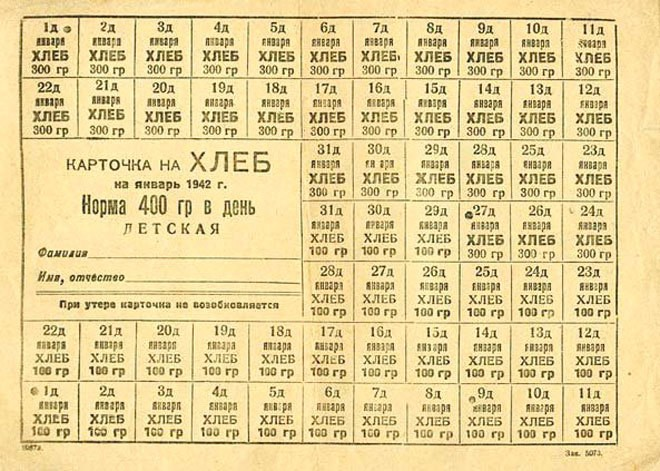 1д 2д 3д 4д 5д 6д 7д 8д 9д 10д 11д
января января января января января января января января января января января
ХЛЕБ ХЛЕБ ХЛЕБ ХЛЕБ ХЛЕБ ХЛЕБ ХЛЕБ ХЛЕБ ХЛЕБ ХЛЕБ ХЛЕБ
300 гр 300 гр 300 гр 300 гр 300 гр 300 гр 300 гр 300 гр 300 гр 300 гр 300 гр
22д 21д 20д 19д 18д 17д 16д 15д 14д 13д 12д
января января января января января января января января января января января
ХЛЕБ ХЛЕБ ХЛЕБ ХЛЕБ ХЛЕБ ХЛЕБ ХЛЕБ ХЛЕБ ХЛЕБ ХЛЕБ ХЛЕБ
300 гр 300 гр 300 гр 300 гр 300 гр 300 гр 300 гр 300 гр 300 гр 300 гр 300 гр
КАРТОЧКА НА ХЛЕБ
на январь 1942 г.
Норма 400 гр в день
ДЕТСКАЯ
Фамилия
Имя, отчество
При утере карточка не возобновляется
31д 30д 29д 28д 25д 23д
января января января января января января
ХЛЕБ ХЛЕБ ХЛЕБ ХЛЕБ ХЛЕБ ХЛЕБ
300 гр 300 гр 300 гр 300 гр 300 гр 300 гр
31д 30д 29д 27д 26д 24д
января января января января января января
ХЛЕБ ХЛЕБ ХЛЕБ ХЛЕБ ХЛЕБ ХЛЕБ
100 гр 100 гр 100 гр 300 гр 300 гр 300 гр
28д 27д 26д 25д 24д 23д
января января января января января января
ХЛЕБ ХЛЕБ ХЛЕБ ХЛЕБ ХЛЕБ ХЛЕБ
100 гр 100 гр 100 гр 100 гр 100 гр 100 гр
22д 21д 20д 19д 18д 17д 16д 15д 14д 13д 12д
января января января января января января января января января января января
ХЛЕБ ХЛЕБ ХЛЕБ ХЛЕБ ХЛЕБ ХЛЕБ ХЛЕБ ХЛЕБ ХЛЕБ ХЛЕБ ХЛЕБ
100 гр 100 гр 100 гр 100 гр 100 гр 100 гр 100 гр 100 гр 100 гр 100 гр 100 гр
1д 2д 3д 4д 5д 6д 7д 8д 9д 10д 11д
января января января января января января января января января января января
ХЛЕБ ХЛЕБ ХЛЕБ ХЛЕБ ХЛЕБ ХЛЕБ ХЛЕБ ХЛЕБ ХЛЕБ ХЛЕБ ХЛЕБ
100 гр 100 гр 100 гр 100 гр 100 гр 100 гр 100 гр 100 гр 100 гр 100 гр 100 гр
Зак. 5073.